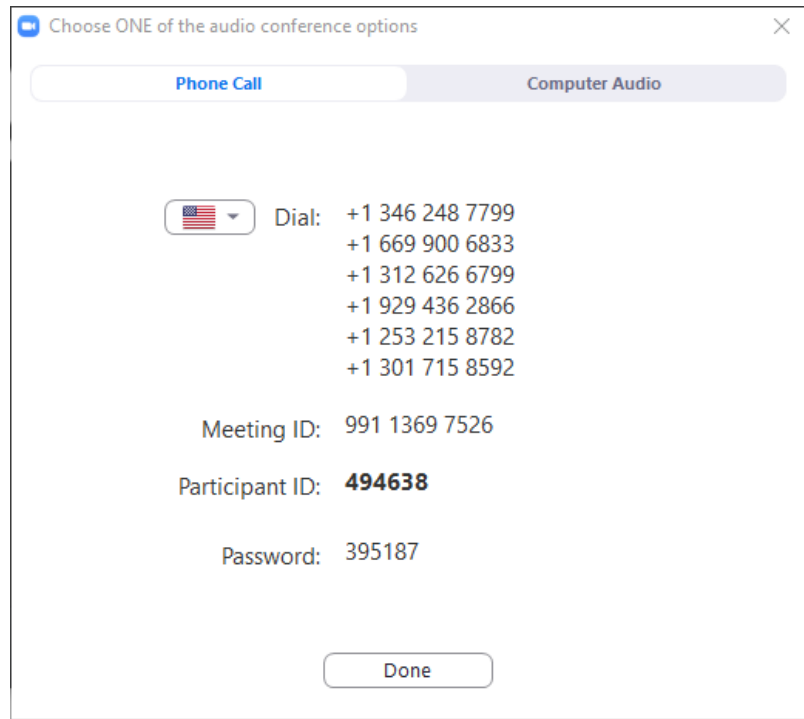 Choose ONE of the audio conference options
Phone Call Computer Audio
Dial: +1 346 248 7799
+1 669 900 6833
+1 312 626 6799
+1 929 436 2866
+1 253 215 8782
+1 301 715 8592
Meeting ID: 991 1369 7526
Participant ID: 494638
Password: 395187
Done